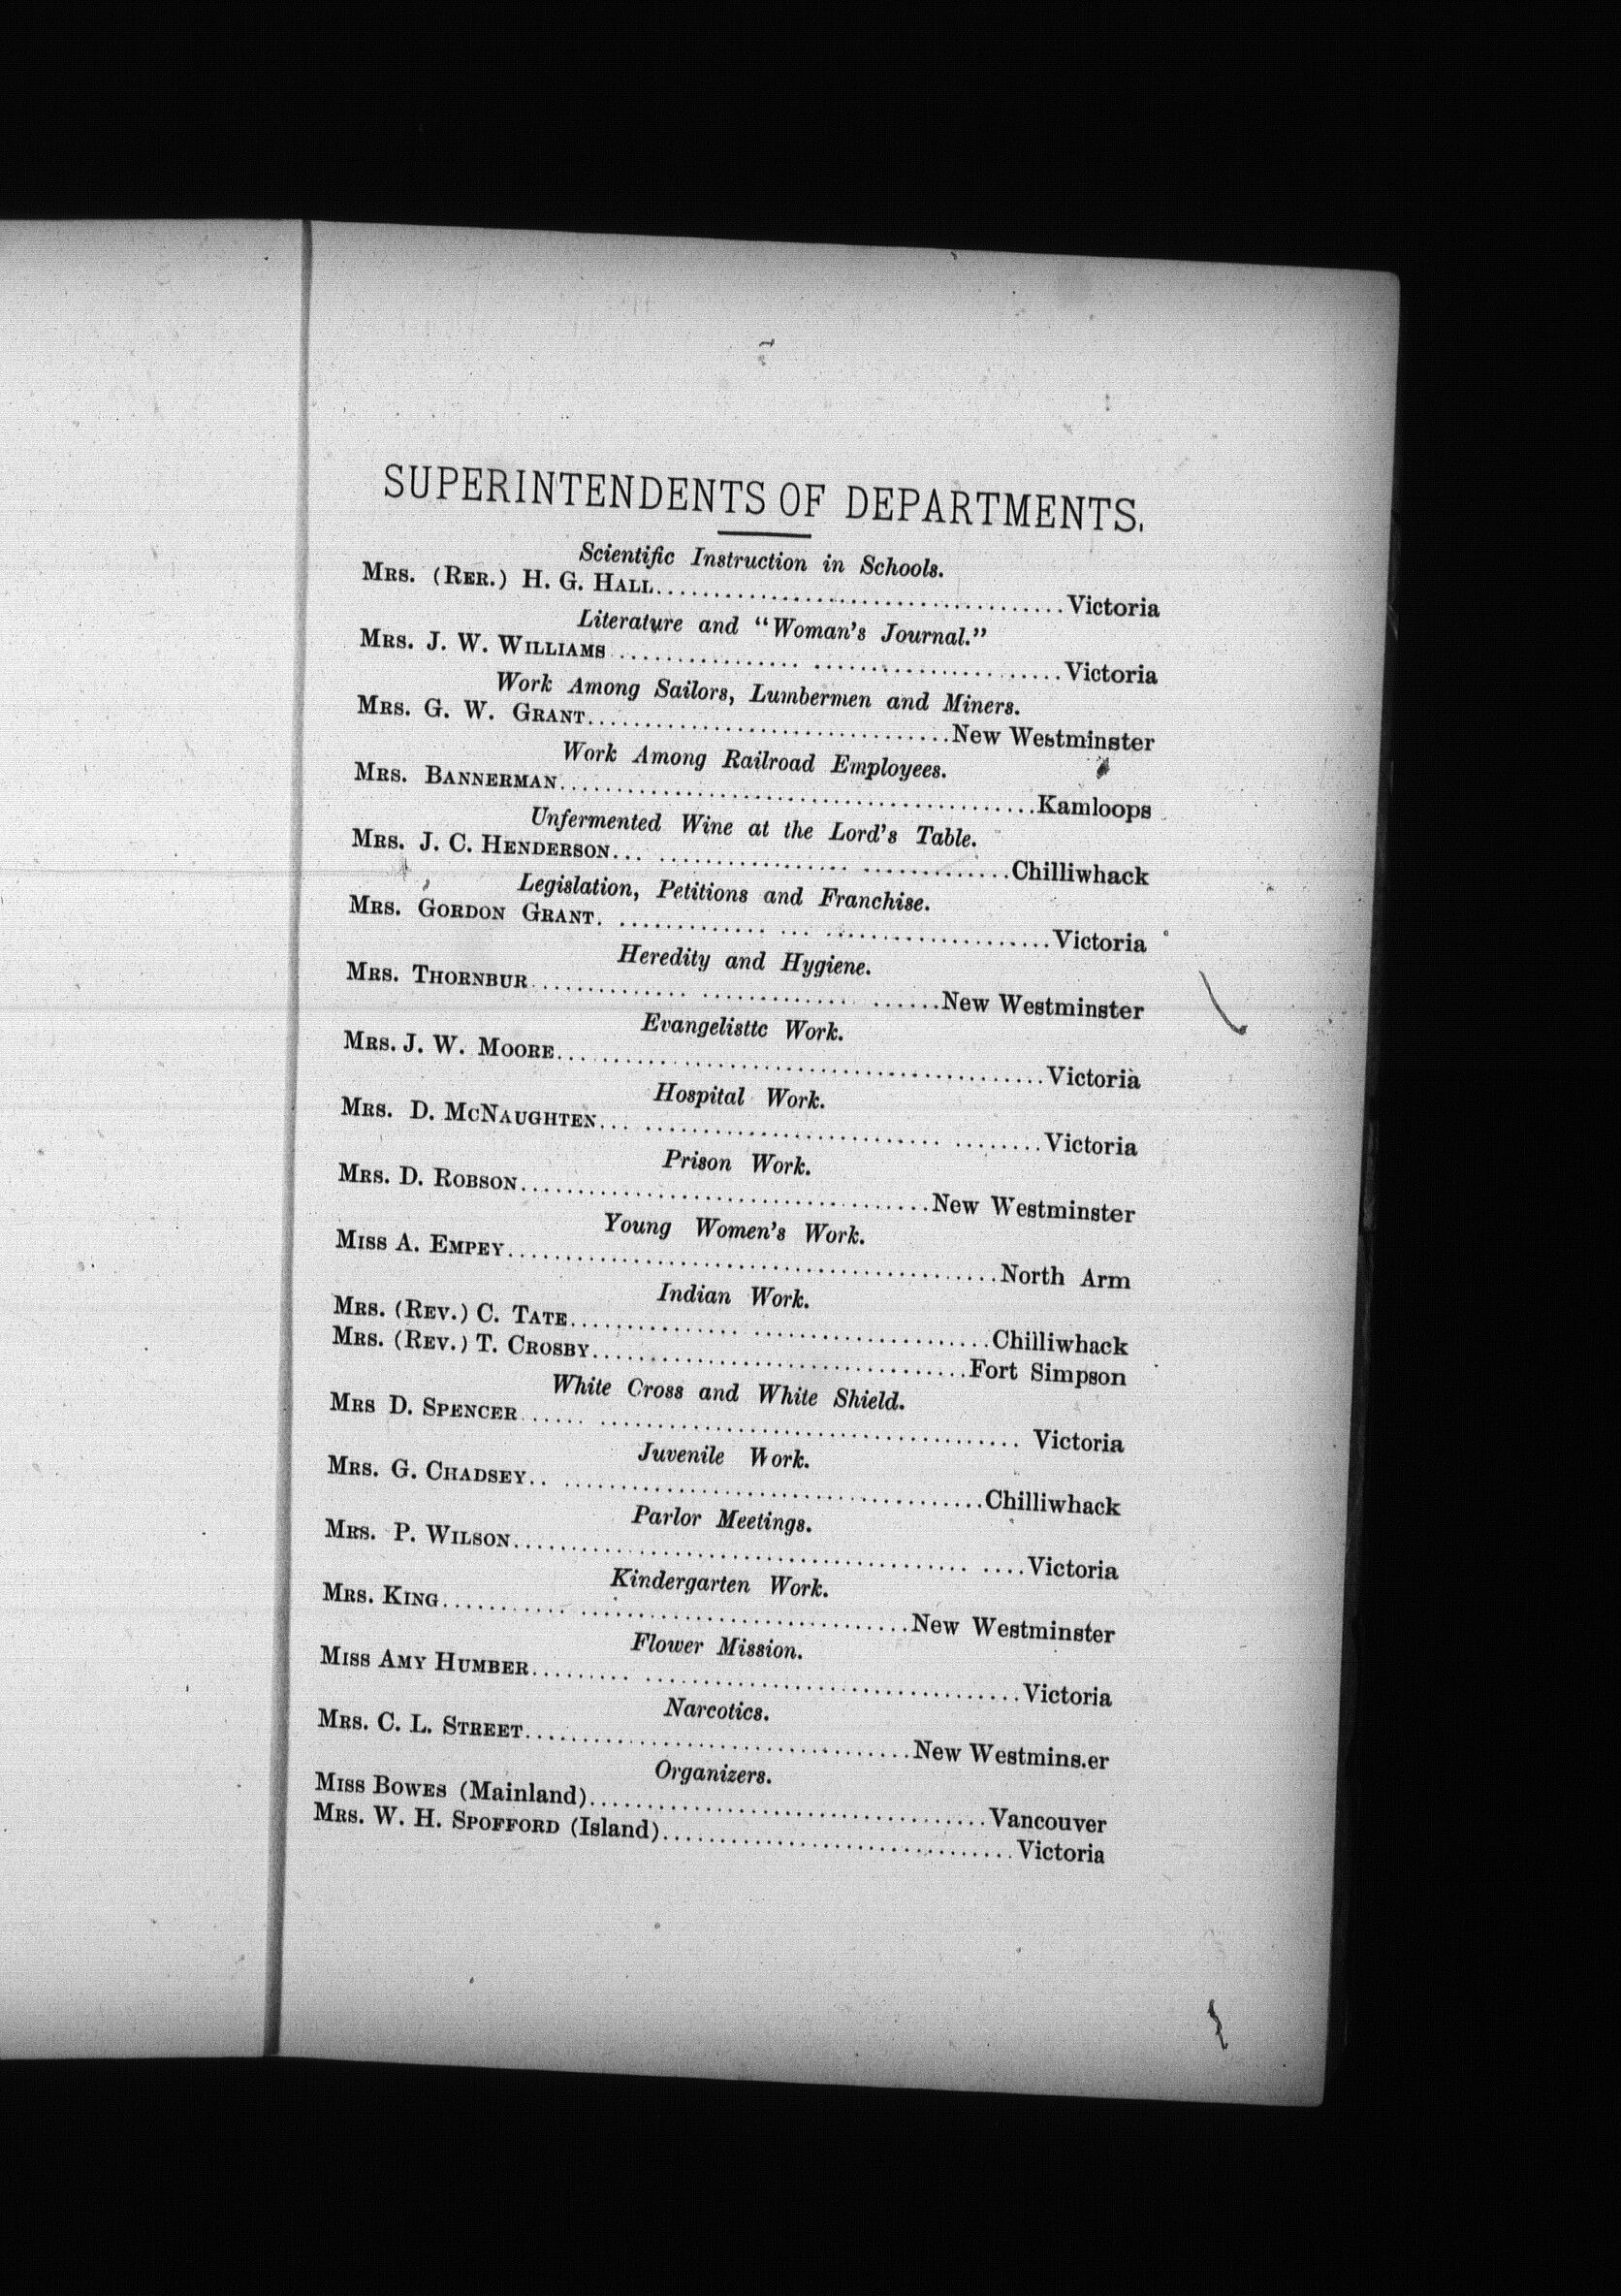 SUPERINTENDENTS OF DEPARTMENTS.
Scientific Instruction in Schools.
MRS. (RER.) H. G. HALL........................................Victoria
Literature and “Woman's Journal.”
MRS. J. W. WILLIAMS........................................Victoria
Work Among Sailors, Lumbermen and Miners.
MRS. G. W. GRANT........................................New Westminster
Work Among Railroad Employees.
MRS. BANNERMAN........................................Kamloops
Unfermented Wine at the Lord's Table.
MRS. J. C. HENDERSON........................................Chilliwhack
Legislation, Petitions and Franchise.
MRS. GORDON GRANT........................................Victoria
Heredity and Hygiene.
MRS. THORNBUR........................................New Westminster
Evangelisttc Work.
MRS. J. W. MOORE........................................Victoria
Hospital Work.
MRS. D. MCNAUGHTEN........................................Victoria
Prison Work.
MRS. D. ROBSON........................................New Westminster
Young Women's Work.
MISS A. EMPEY........................................North Arm
Indian Work.
MRS. (REV.) C. TATE........................................Chilliwhack
MRS. (REV.) T. CROSBY........................................Fort Simpson
White Cross and White Shield.
MRS D. SPENCER........................................Victoria
Juvenile Work.
MRS. G. CHADSEY........................................Chilliwhack
Parlor Meetings.
MRS. P. WILSON........................................Victoria
Kindergarten Work.
MRS. KING........................................New Westminster
Flower Mission.
MISS AMY HUMBER........................................Victoria
Narcotics.
MRS. C. L. STREET........................................New Westmins.er
Organizers.
MISS BOWES (Mainland)........................................Vancouver
MRS. W. H. SPOFFORD (Island)........................................Victoria